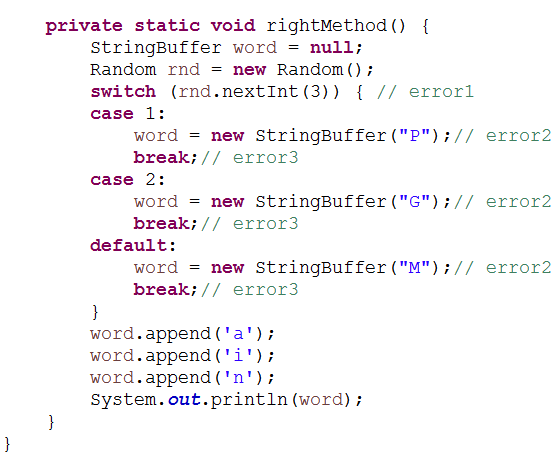 private static void rightMethod() {
StringBuffer word = null;
Random rnd = new Random();
switch (rnd.nextInt(3)) { // error1
case 1:
word = new StringBuffer("P");// error2
break;// error3
case 2:
word = new StringBuffer("G");// error2
break;// error3
default:
word = new StringBuffer("M");// error2
break;// error3
}
word.append('a');
word.append('i');
word.append('n');
System.out.println(word);
}
}